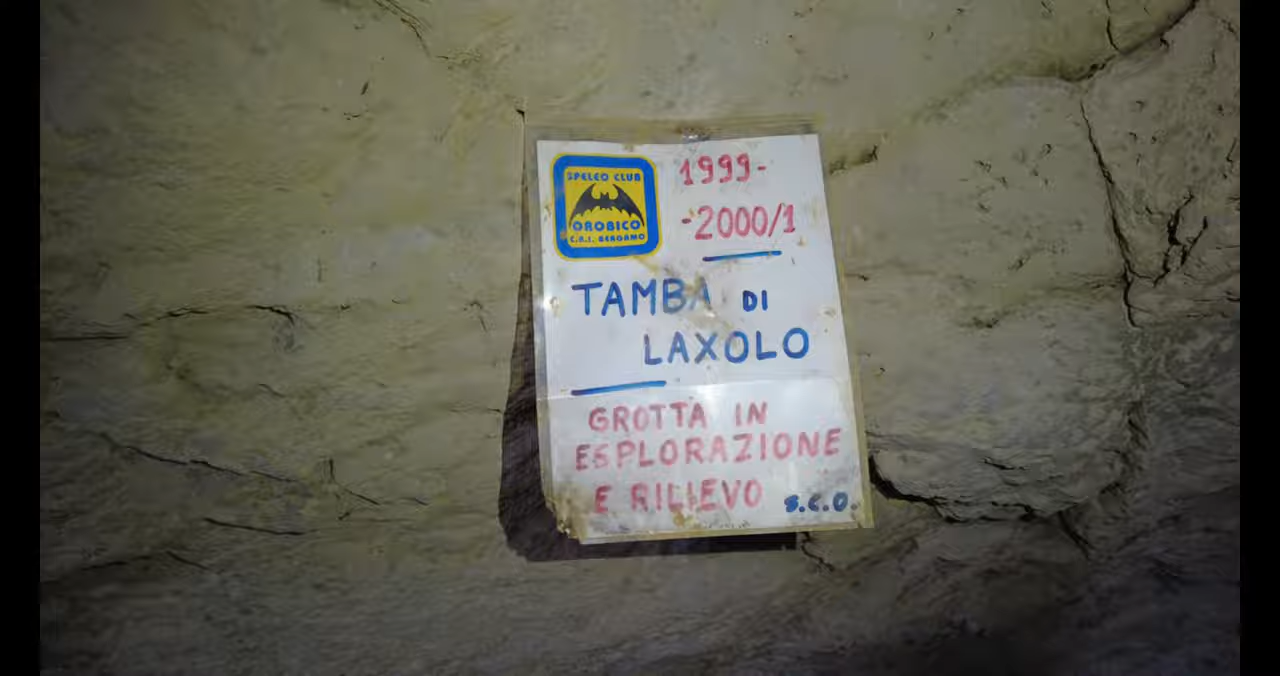 SPELEO CLUB
OROBICO
C.A.I. BERGAMO
1999-
-2000/1
TAMBA DI
LAXOLO
GROTTA IN
ESPLORAZIONE
E RILIEVO
S.C.O.